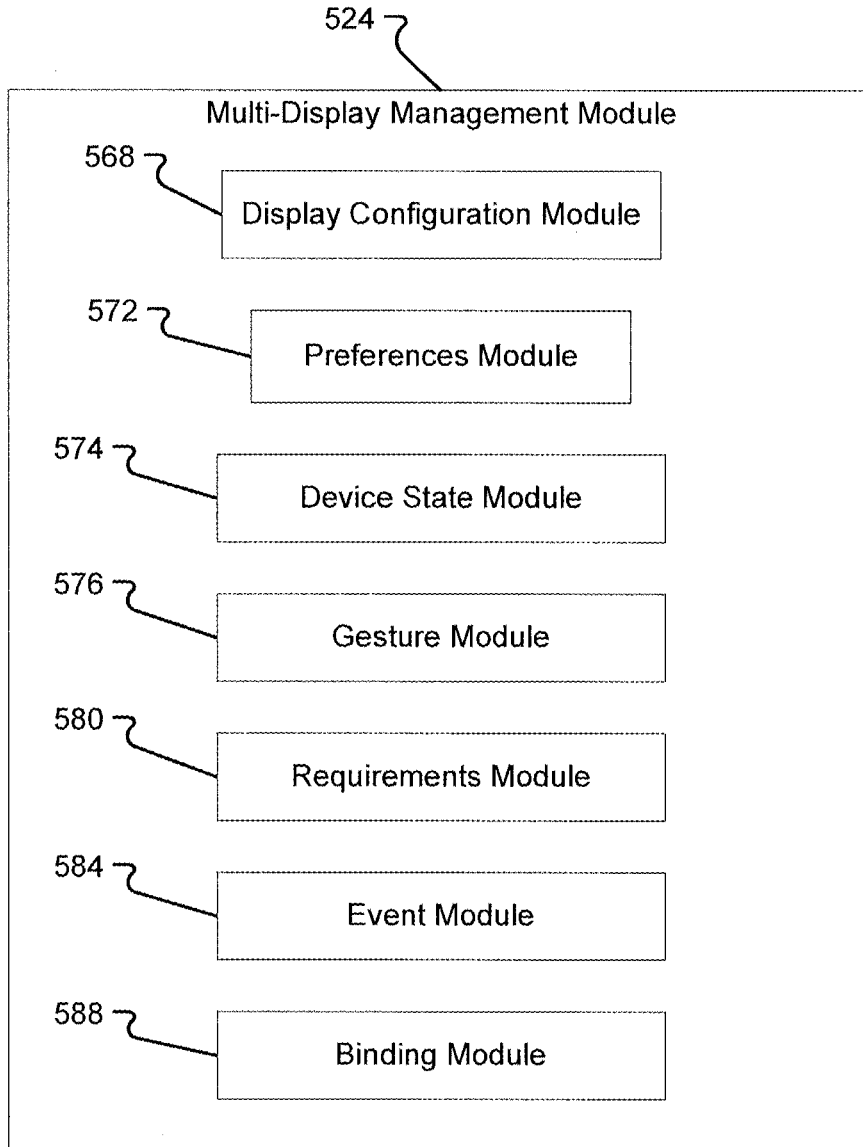 524
Multi-Display Management Module
568
Display Configuration Module
572
Preferences Module
574
Device State Module
576
Gesture Module
580
Requirements Module
584
Event Module
588
Binding Module